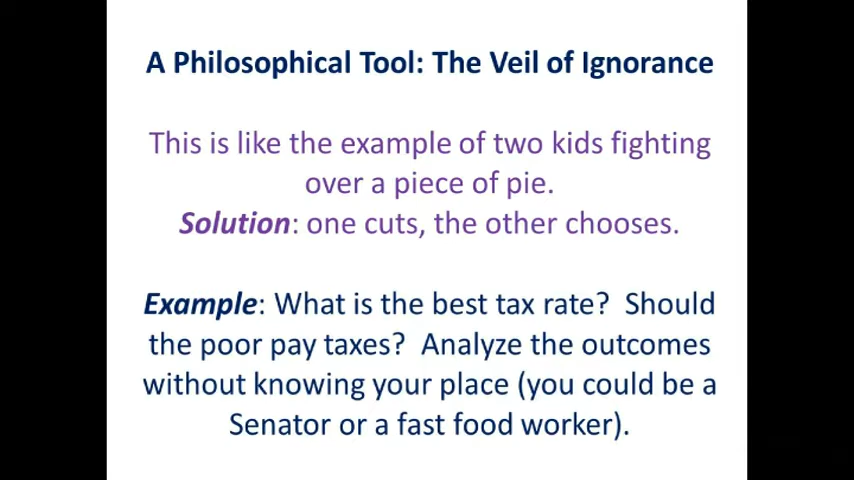 A Philosophical Tool: The Veil of Ignorance
This is like the example of two kids fighting
over a piece of pie.
Solution: one cuts, the other chooses.
Example: What is the best tax rate?  Should
the poor pay taxes?  Analyze the outcomes
without knowing your place (you could be a
Senator or a fast food worker).